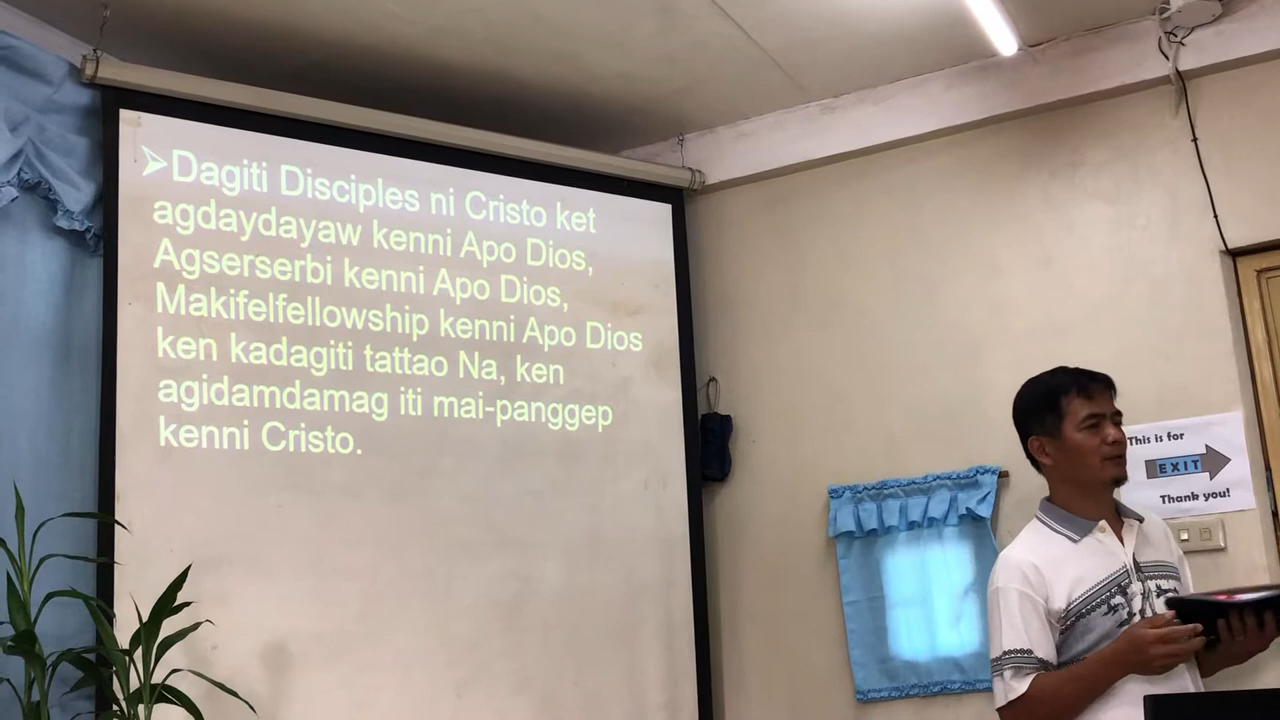 ➢Dagiti Disciples ni Cristo ket
agdaydayaw kenni Apo Dios,
Agserserbi kenni Apo Dios,
Makifelfellowship kenni Apo Dios
ken kadagiti tattao Na, ken
agidamdamag iti mai-panggep
kenni Cristo.
This is for
EXIT
Thank you!